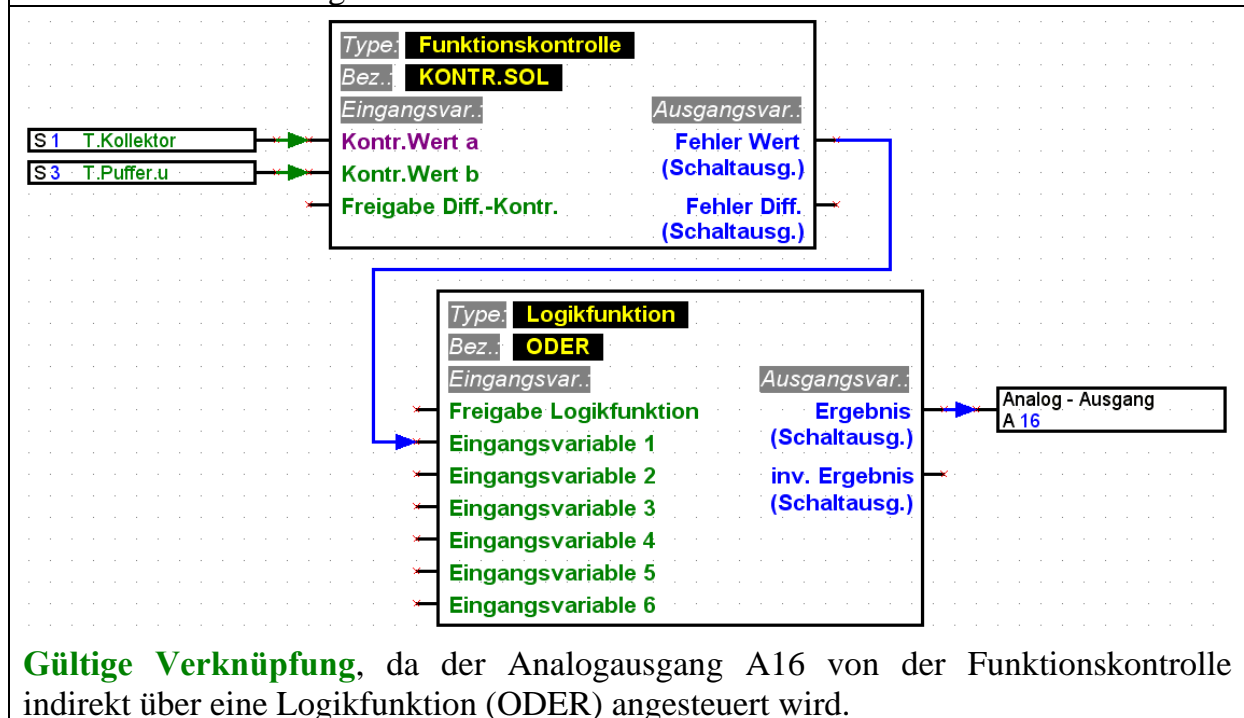 Type: Funktionskontrolle
Bez.: KONTR.SOL
Eingangsvar.: Ausgangsvar.:
S 1 T.Kollektor
Kontr.Wert a
Fehler Wert
(Schaltausg.)
S 3 T.Puffer.u
Kontr.Wert b
Freigabe Diff.-Kontr.
Fehler Diff.
(Schaltausg.)
Type: Logikfunktion
Bez.: ODER
Eingangsvar.: Ausgangsvar.:
Freigabe Logikfunktion
Ergebnis
(Schaltausg.)
Analog - Ausgang
A 16
Eingangsvariable 1
Eingangsvariable 2
inv. Ergebnis
(Schaltausg.)
Eingangsvariable 3
Eingangsvariable 4
Eingangsvariable 5
Eingangsvariable 6
Gültige Verknüpfung, da der Analogausgang A16 von der Funktionskontrolle
indirekt über eine Logikfunktion (ODER) angesteuert wird.